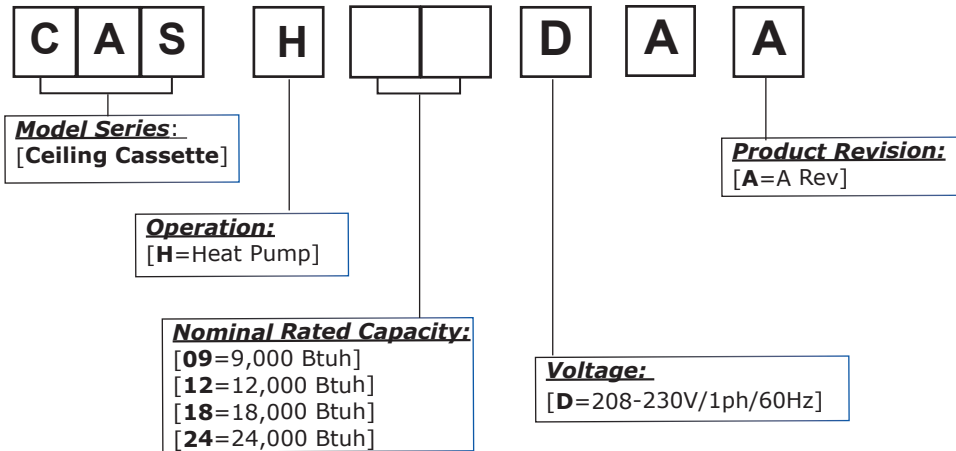 C A S H D A A
Model Series:
[Ceiling Cassette]
Product Revision:
[A=A Rev]
Operation:
[H=Heat Pump]
Nominal Rated Capacity:
[09=9,000 Btuh]
[12=12,000 Btuh]
[18=18,000 Btuh]
[24=24,000 Btuh]
Voltage:
[D=208-230V/1ph/60Hz]